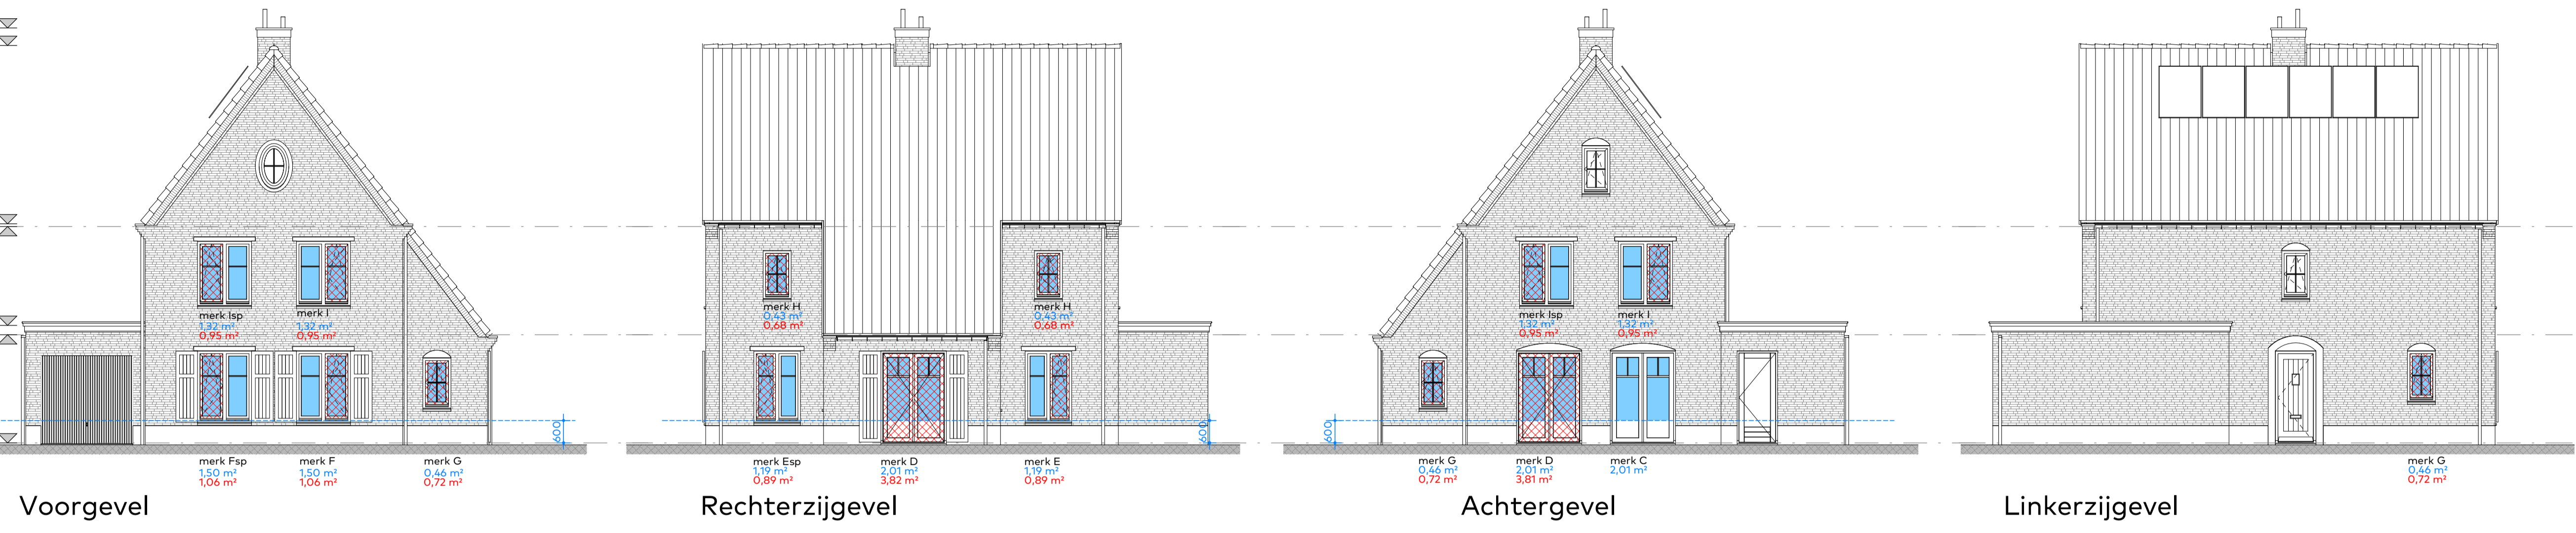 merk Isp
1,32 m²
0,95 m²
merk I
1,32 m²
0,95 m²
600
merk Fsp
1,50 m²
1,06 m²
merk F
1,50 m²
1,06 m²
merk G
0,46 m²
0,72 m²
Voorgevel
merk H
0,43 m²
0,68 m²
merk H
0,43 m²
0,68 m²
600
merk Esp
1,19 m²
0,89 m²
merk D
2,01 m²
3,82 m²
merk E
1,19 m²
0,89 m²
Rechterzijgevel
merk Isp
1,32 m²
0,95 m²
merk I
1,32 m²
0,95 m²
600
merk G
0,46 m²
0,72 m²
merk D
2,01 m²
3,81 m²
merk C
2,01 m²
Achtergevel
merk G
0,46 m²
0,72 m²
Linkerzijgevel